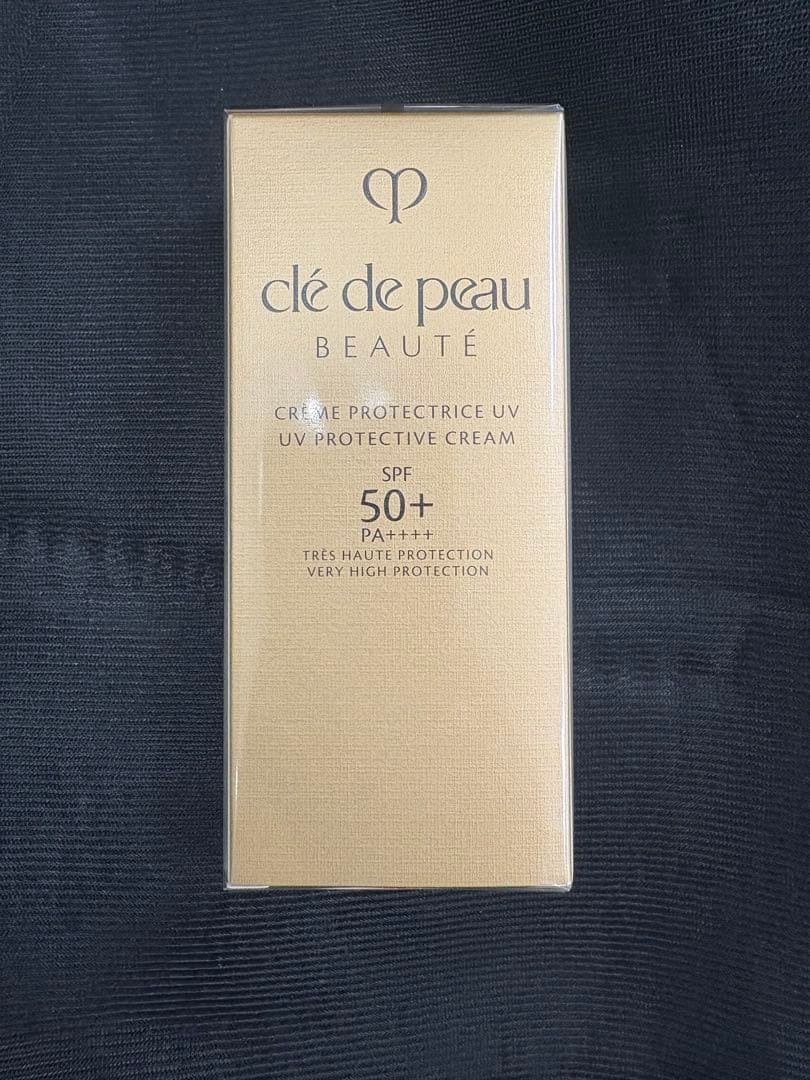 clé de peau
BEAUTÉ
CRÈME PROTECTRICE UV
UV PROTECTIVE CREAM
SPF
50+
PA++++
TRÈS HAUTE PROTECTION
VERY HIGH PROTECTION